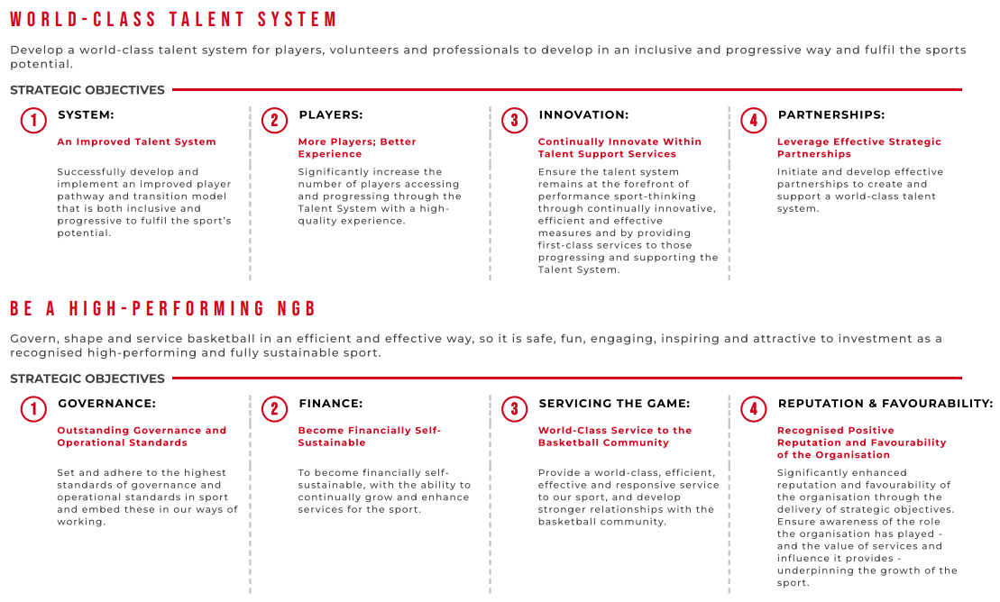 WORLD-CLASS TALENT SYSTEM
Develop a world-class talent system for players, volunteers and professionals to develop in an inclusive and progressive way and fulfil the sports
potential.
STRATEGIC OBJECTIVES
1 SYSTEM:
An Improved Talent System
Successfully develop and
implement an improved player
pathway and transition model
that is both inclusive and
progressive to fulfil the sport's
potential.
2 PLAYERS:
More Players; Better
Experience
Significantly increase the
number of players accessing
and progressing through the
Talent System with a high-
quality experience.
3 INNOVATION:
Continually Innovate Within
Talent Support Services
Ensure the talent system
remains at the forefront of
performance sport-thinking
through continually innovative,
efficient and effective
measures and by providing
first-class services to those
progressing and supporting the
Talent System.
4 PARTNERSHIPS:
Leverage Effective Strategic
Partnerships
Initiate and develop effective
partnerships to create and
support a world-class talent
system.
BE A HIGH-PERFORMING NGB
Govern, shape and service basketball in an efficient and effective way, so it is safe, fun, engaging, inspiring and attractive to investment as a
recognised high-performing and fully sustainable sport.
STRATEGIC OBJECTIVES
1 GOVERNANCE:
Outstanding Governance and
Operational Standards
Set and adhere to the highest
standards of governance and
operational standards in sport
and embed these in our ways of
working.
2 FINANCE:
Become Financially Self-
Sustainable
To become financially self-
sustainable, with the ability to
continually grow and enhance
services for the sport.
3 SERVICING THE GAME:
World-Class Service to the
Basketball Community
Provide a world-class, efficient,
effective and responsive service
to our sport, and develop
stronger relationships with the
basketball community.
4 REPUTATION & FAVOURABILITY:
Recognised Positive
Reputation and Favourability
of the Organisation
Significantly enhanced
reputation and favourability of
the organisation through the
delivery of strategic objectives.
Ensure awareness of the role
the organisation has played -
and the value of services and
influence it provides -
underpinning the growth of the
sport.